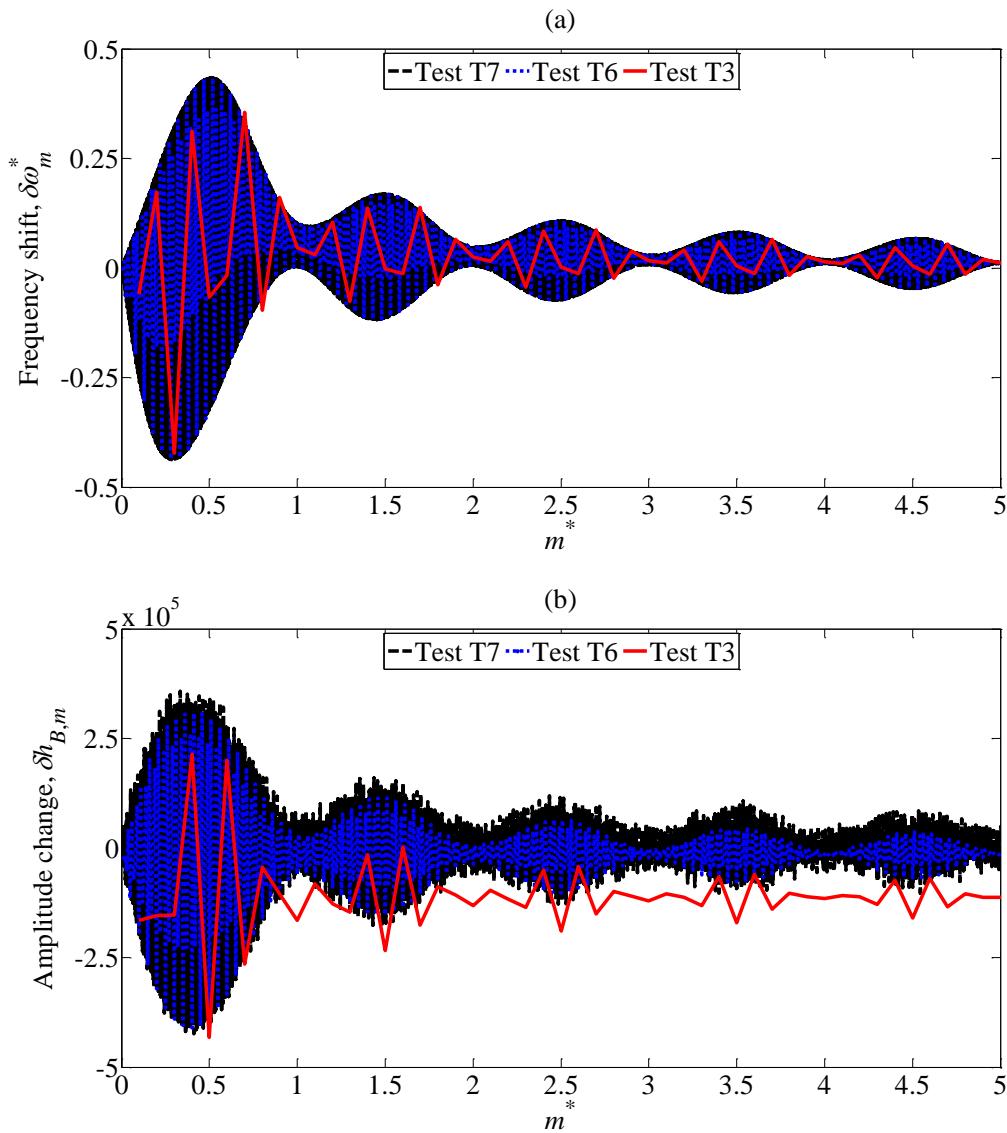 (a)
0.5
0.25
0
-0.25
-0.5
Frequency shift, δω*m
Test T7 Test T6 Test T3
0 0.5 1 1.5 2 2.5 3 3.5 4 4.5 5
m*
(b)
x 10^5
5
2.5
0
-2.5
-5
Amplitude change, δhB,m
Test T7 Test T6 Test T3
0 0.5 1 1.5 2 2.5 3 3.5 4 4.5 5
m*